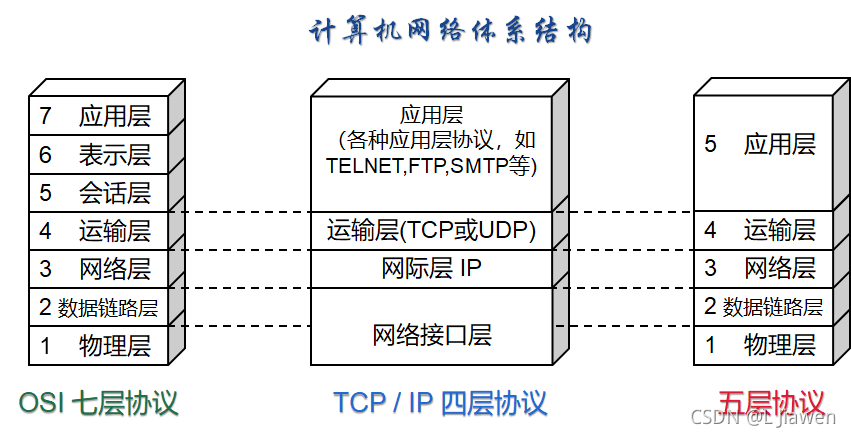 计算机网络体系结构
7 应用层
6 表示层
5 会话层
4 运输层
3 网络层
2 数据链路层
1 物理层
OSI 七层协议
应用层
(各种应用层协议，如
TELNET,FTP,SMTP等)
运输层(TCP或UDP)
网际层 IP
网络接口层
TCP / IP 四层协议
5 应用层
4 运输层
3 网络层
2 数据链路层
1 物理层
五层协议
CSDN @L Jiawen